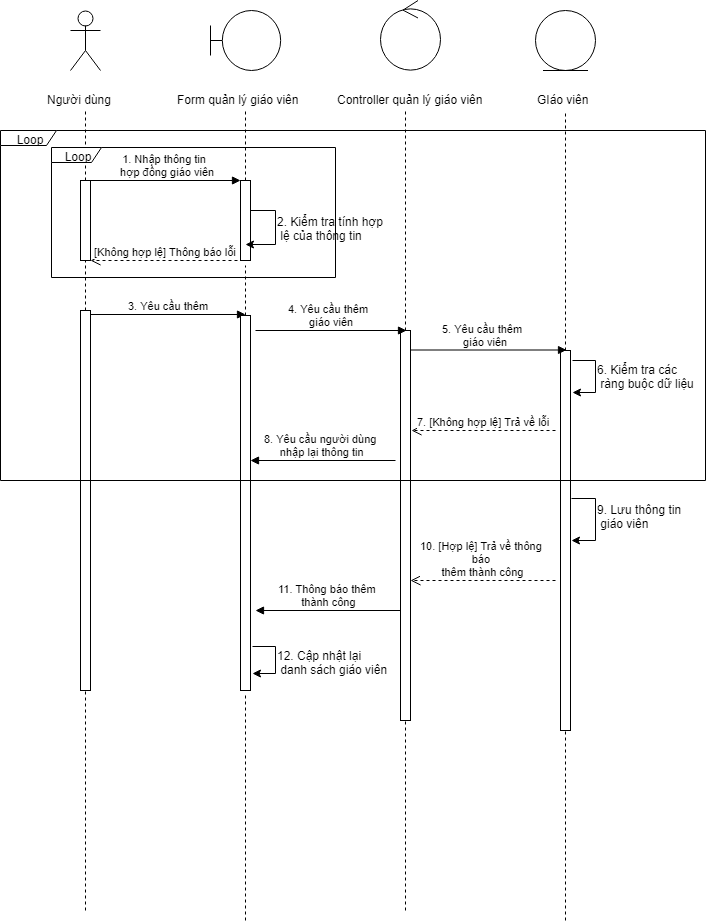 Người dùng
Form quản lý giáo viên
Controller quản lý giáo viên
GIáo viên
Loop
Loop
1. Nhập thông tin
hợp đồng giáo viên
2. Kiểm tra tính hợp
lệ của thông tin
[Không hợp lệ] Thông báo lỗi
3. Yêu cầu thêm
4. Yêu cầu thêm
giáo viên
5. Yêu cầu thêm
giáo viên
6. Kiểm tra các
ràng buộc dữ liệu
7. [Không hợp lệ] Trả về lỗi
8. Yêu cầu người dùng
nhập lại thông tin
9. Lưu thông tin
giáo viên
10. [Hợp lệ] Trả về thông
báo
thêm thành công
11. Thông báo thêm
thành công
12. Cập nhật lại
danh sách giáo viên